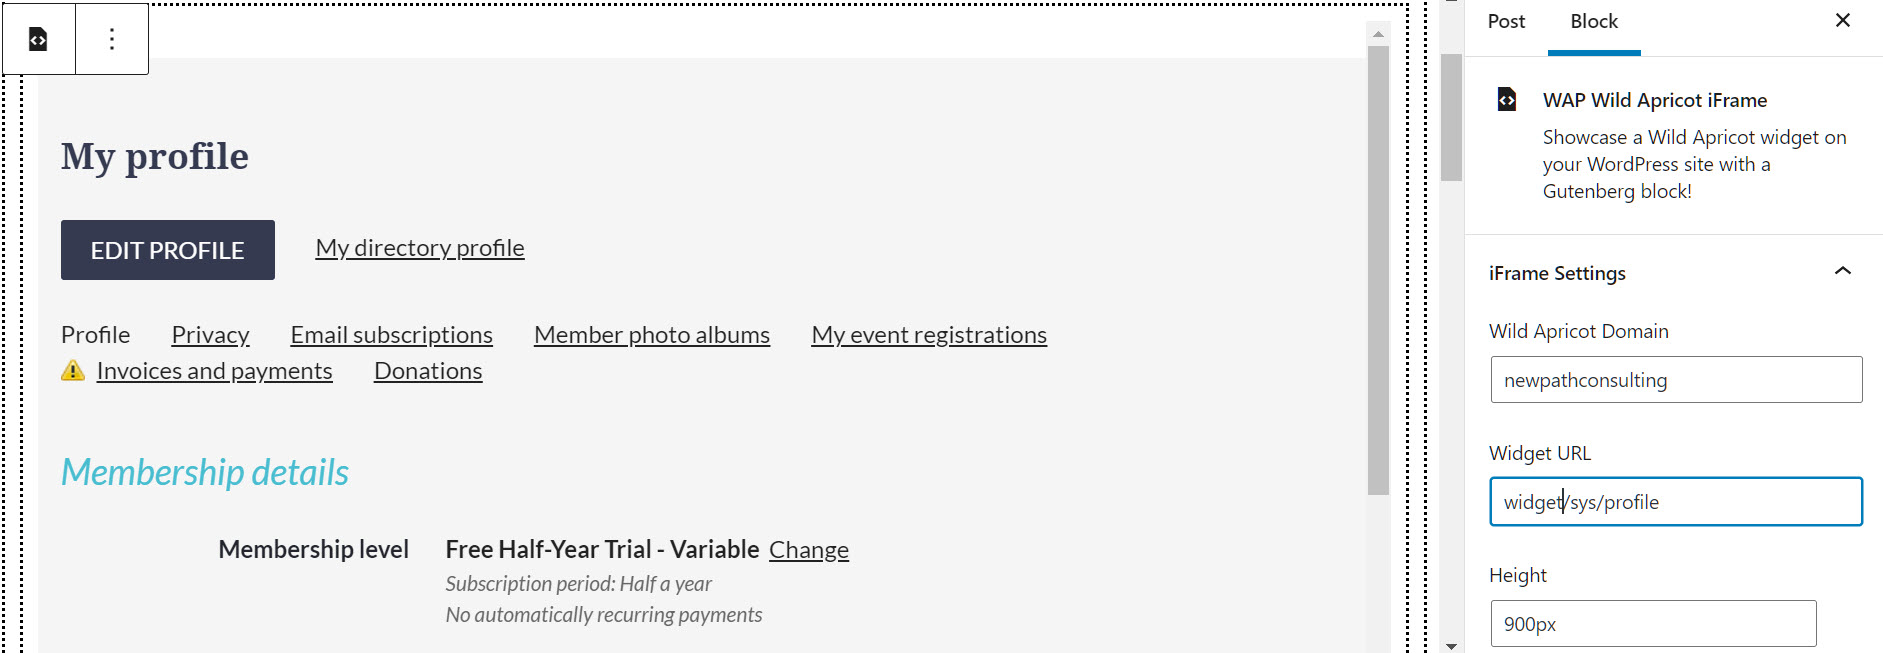 My profile
EDIT PROFILE My directory profile
Profile Privacy Email subscriptions Member photo albums My event registrations
Invoices and payments Donations
Membership details
Membership level Free Half-Year Trial - Variable Change
Subscription period: Half a year
No automatically recurring payments
Post Block
WAP Wild Apricot iFrame
Showcase a Wild Apricot widget on
your WordPress site with a
Gutenberg block!
iFrame Settings
Wild Apricot Domain
newpathconsulting
Widget URL
widget/sys/profile
Height
900px